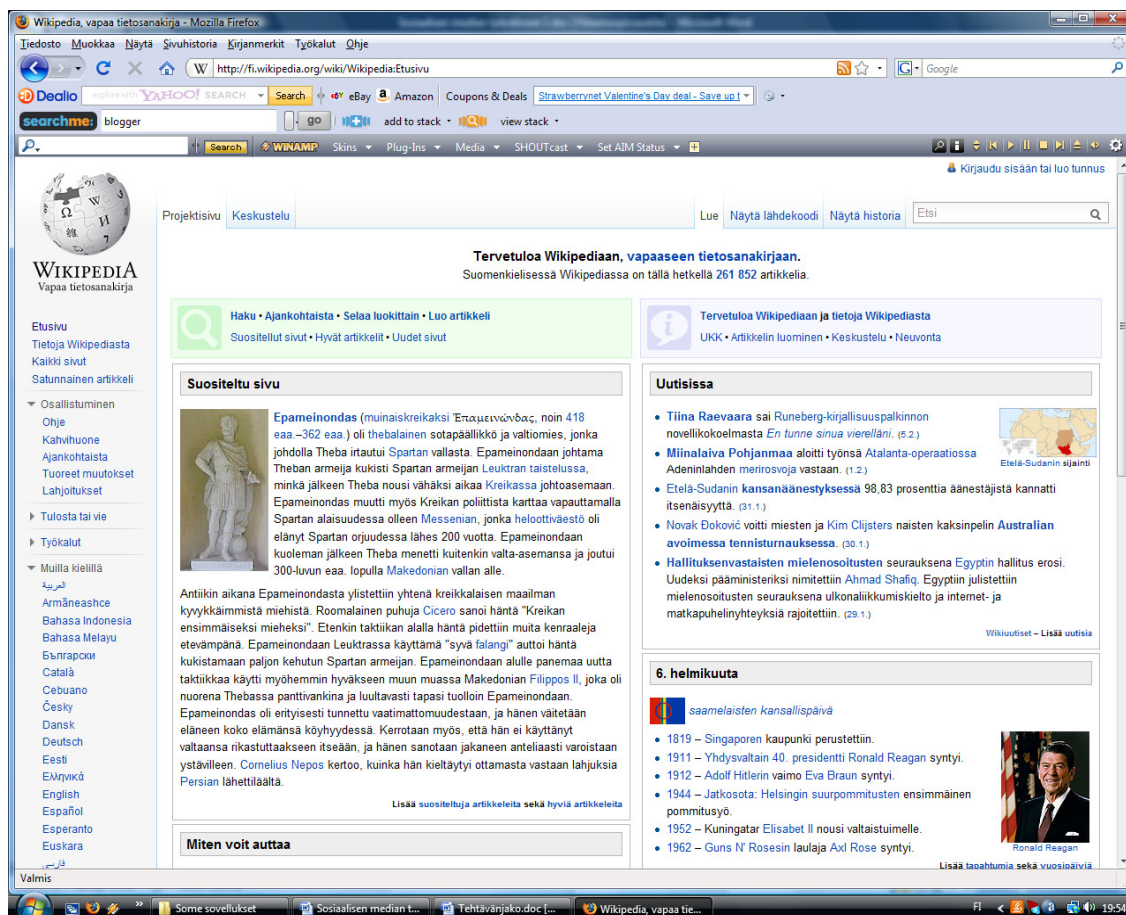 Wikipedia, vapaa tietosanakirja - Mozilla Firefox
Tiedosto Muokkaa Näytä Sivuhistoria Kirjanmerkit Työkalut Ohje
W http://fi.wikipedia.org/wiki/Wikipedia:Etusivu
G Google
Dealio explore with YAHOO! SEARCH Search eBay Amazon Coupons & Deals Strawberrynet Valentine's Day deal - Save up t
searchme: blogger go add to stack view stack
Search WINAMP Skins Plug-Ins Media SHOUTcast Set AIM Status
Kirjaudu sisään tai luo tunnus
Projektisivu Keskustelu Lue Näytä lähdekoodi Näytä historia Etsi
WIKIPEDIA
Vapaa tietosanakirja
Etusivu
Tietoja Wikipediasta
Kaikki sivut
Satunnainen artikkeli
Osallistuminen
Ohje
Kahvihuone
Ajankohtaista
Tuoreet muutokset
Lahjoitukset
Tulosta tai vie
Työkalut
Muilla kielillä
العربية
Armãneashce
Bahasa Indonesia
Bahasa Melayu
Български
Català
Cebuano
Česky
Dansk
Deutsch
Eesti
Ελληνικά
English
Español
Esperanto
Euskara
فارسی
Tervetuloa Wikipediaan, vapaaseen tietosanakirjaan.
Suomenkielisessä Wikipediassa on tällä hetkellä 261 852 artikkelia.
Haku • Ajankohtaista • Selaa luokittain • Luo artikkeli
Suositellut sivut • Hyvät artikkelit • Uudet sivut
Tervetuloa Wikipediaan ja tietoja Wikipediasta
UKK • Artikkelin luominen • Keskustelu • Neuvonta
Suositeltu sivu
Epameinondas (muinaiskreikaksi Ἐπαμεινώνδας, noin 418
eaa.–362 eaa.) oli thebalainen sotapäällikkö ja valtiomies, jonka
johdolla Theba irtautui Spartan vallasta. Epameinondaan johtama
Theban armeija kukisti Spartan armeijan Leuktran taistelussa,
minkä jälkeen Theba nousi vähäksi aikaa Kreikassa johtoasemaan.
Epameinondas muutti myös Kreikan poliittista karttaa vapauttamalla
Spartan alaisuudessa olleen Messenian, jonka heloottiväestö oli
elänyt Spartan orjuudessa lähes 200 vuotta. Epameinondaan
kuoleman jälkeen Theba menetti kuitenkin valta-asemansa ja joutui
300-luvun eaa. lopulla Makedonian vallan alle.
Antiikin aikana Epameinondasta ylistettiin yhtenä kreikkalaisen maailman
kyvykkäimmistä miehistä. Roomalainen puhuja Cicero sanoi häntä "Kreikan
ensimmäiseksi mieheksi". Etenkin taktiikan alalla häntä pidettiin muita kenraaleja
etevämpänä. Epameinondaan Leuktrassa käyttämä "syvä falangi" auttoi häntä
kukistamaan paljon kehutun Spartan armeijan. Epameinondaan alulle panemaa uutta
taktiikkaa käytti myöhemmin hyväkseen muun muassa Makedonian Filippos II, joka oli
nuorena Thebassa panttivankina ja luultavasti tapasi tuolloin Epameinondaan.
Epameinondas oli erityisesti tunnettu vaatimattomuudestaan, ja hänen väitetään
eläneen koko elämänsä köyhyydessä. Kerrotaan myös, että hän ei käyttänyt
valtaansa rikastuttaakseen itseään, ja hänen sanotaan jakaneen anteliaasti varoistaan
ystävilleen. Cornelius Nepos kertoo, kuinka hän kieltäytyi ottamasta vastaan lahjuksia
Persian lähettiläältä.
Lisää suositeltuja artikkeleita sekä hyviä artikkeleita
Miten voit auttaa
Uutisissa
• Tiina Raevaara sai Runeberg-kirjallisuuspalkinnon
novellikokoelmasta En tunne sinua vierelläni. (5.2.)
• Miinalaiva Pohjanmaa aloitti työnsä Atalanta-operaatiossa
Adeninlahden merirosvoja vastaan. (1.2.)
Etelä-Sudanin sijainti
• Etelä-Sudanin kansanäänestyksessä 98,83 prosenttia äänestäjistä kannatti
itsenäisyyttä. (31.1.)
• Novak Đoković voitti miesten ja Kim Clijsters naisten kaksinpelin Australian
avoimessa tennisturnauksessa. (30.1.)
• Hallituksenvastaisten mielenosoitusten seurauksena Egyptin hallitus erosi.
Uudeksi pääministeriksi nimitettiin Ahmad Shafiq. Egyptiin julistettiin
mielenosoitusten seurauksena ulkonaliikkumiskielto ja internet- ja
matkapuhelinyhteyksiä rajoitettiin. (29.1.)
Wikiuutiset – Lisää uutisia
6. helmikuuta
saamelaisten kansallispäivä
• 1819 – Singaporen kaupunki perustettiin.
• 1911 – Yhdysvaltain 40. presidentti Ronald Reagan syntyi.
• 1912 – Adolf Hitlerin vaimo Eva Braun syntyi.
• 1944 – Jatkosota: Helsingin suurpommitusten ensimmäinen
pommitusyö.
• 1952 – Kuningatar Elisabet II nousi valtaistuimelle.
• 1962 – Guns N' Rosesin laulaja Axl Rose syntyi.
Ronald Reagan
Lisää tapahtumia sekä vuosipäiviä
Valmis
Some sovellukset Sosiaalisen median t... Tehtävänjako.doc [... Wikipedia, vapaa tie... FI 19:54